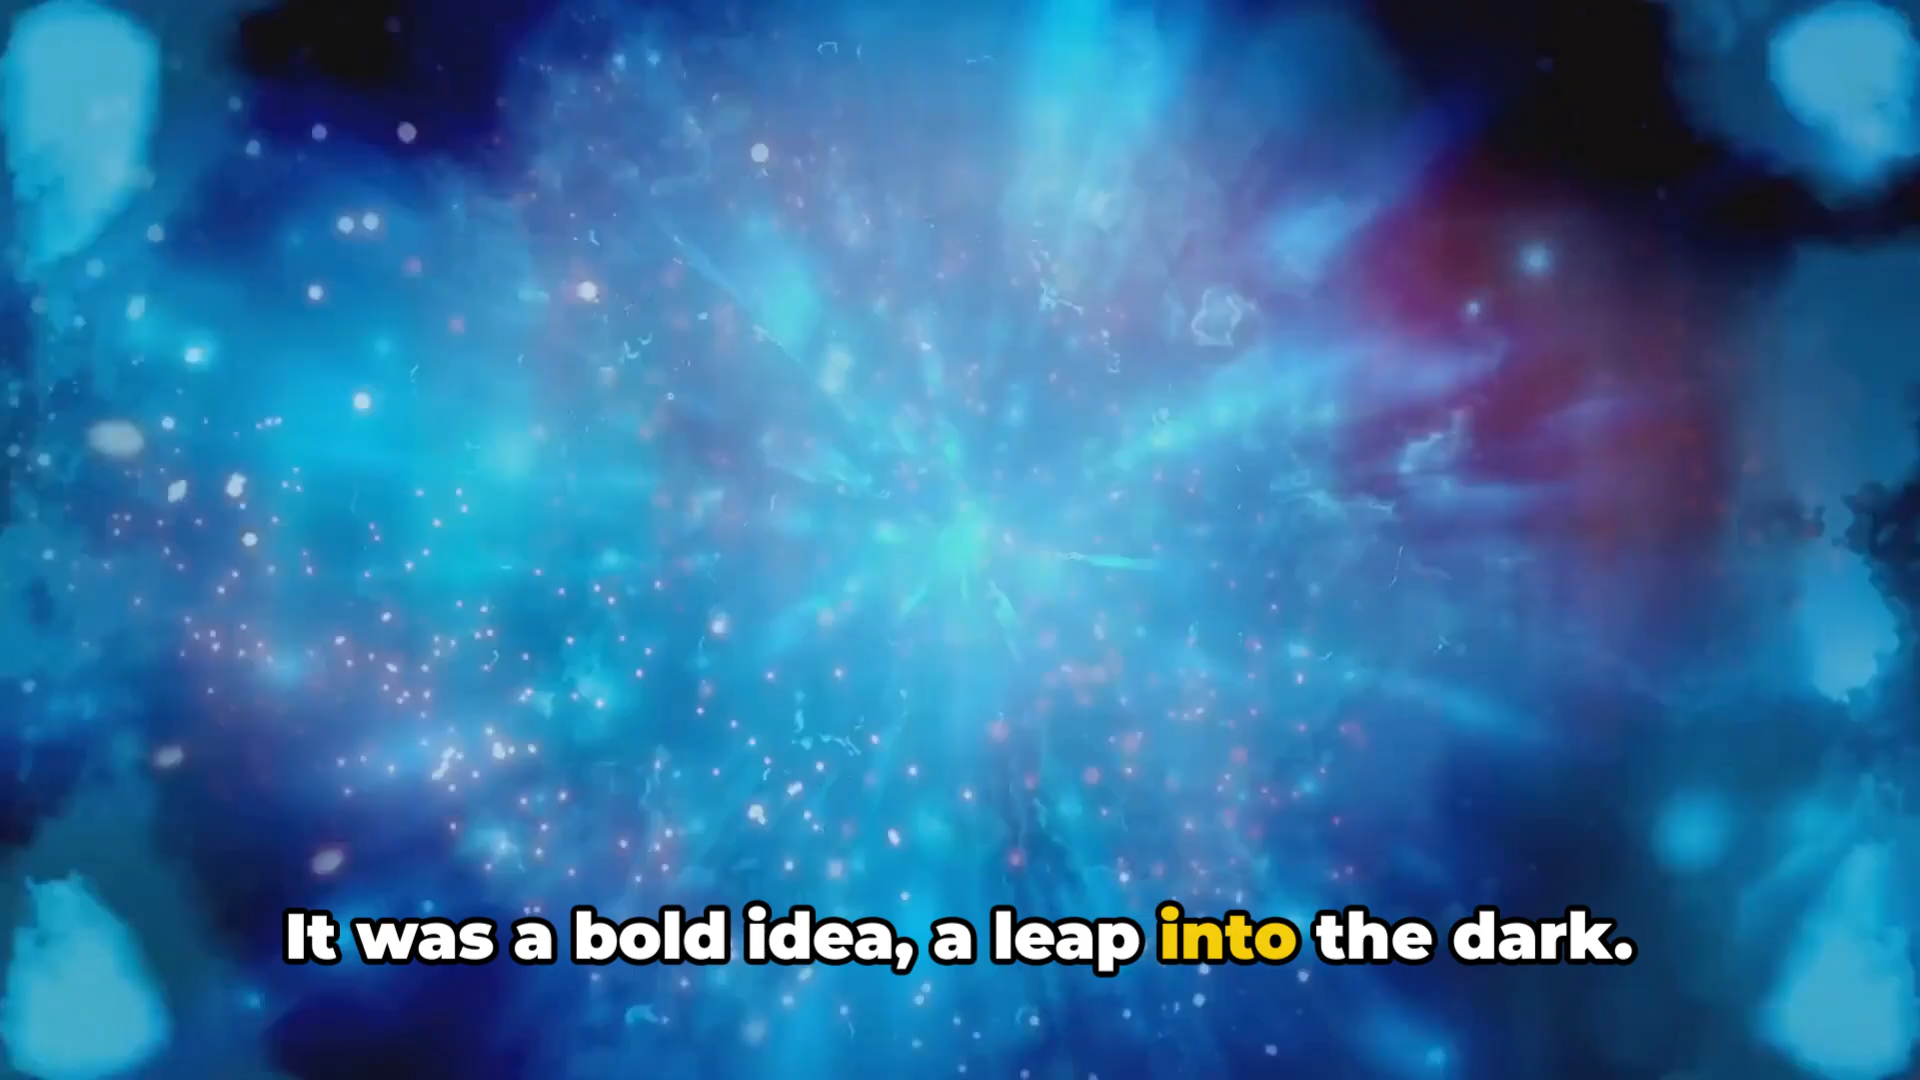 It was a bold idea, a leap into the dark.